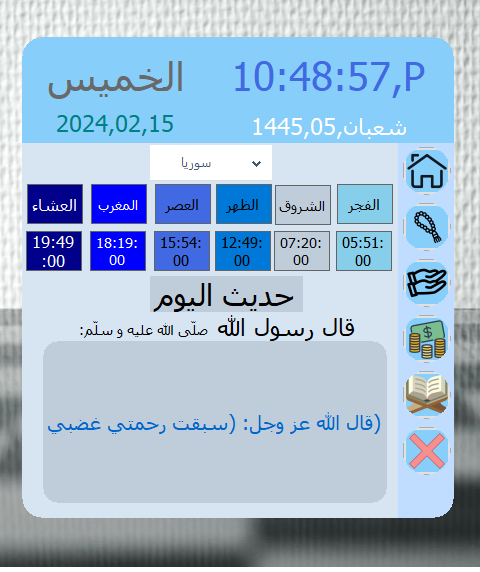 الخميس 10:48:57,P
2024,02,15 شعبان,1445,05
سوريا
الفجر الشروق الظهر العصر المغرب العشاء
05:51:00 07:20:00 12:49:00 15:54:00 18:19:00 19:49:00
حديث اليوم
قال رسول الله صلّى الله عليه و سلّم:
(قال الله عز وجل: (سبقت رحمتي غضبي